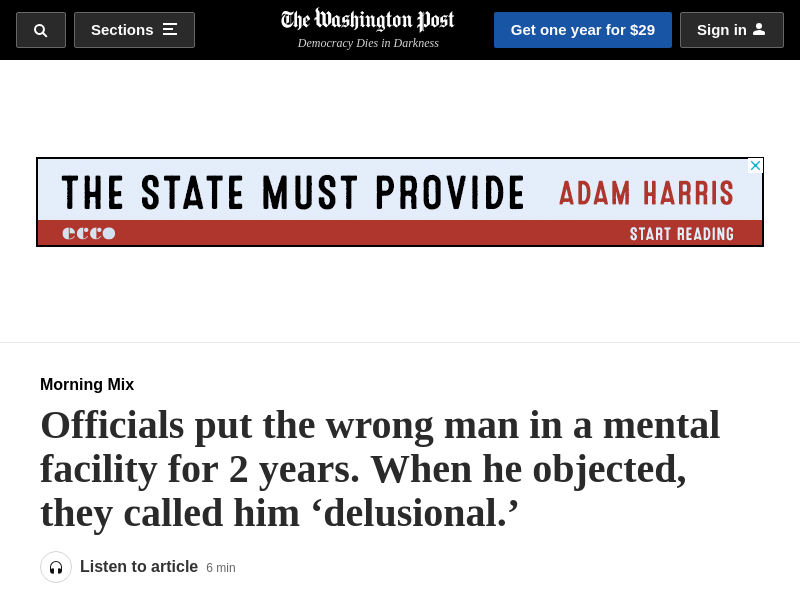 Sections
The Washington Post
Democracy Dies in Darkness
Get one year for $29
Sign in
THE STATE MUST PROVIDE
ADAM HARRIS
ecco
START READING
Morning Mix
Officials put the wrong man in a mental
facility for 2 years. When he objected,
they called him ‘delusional.’
Listen to article 6 min